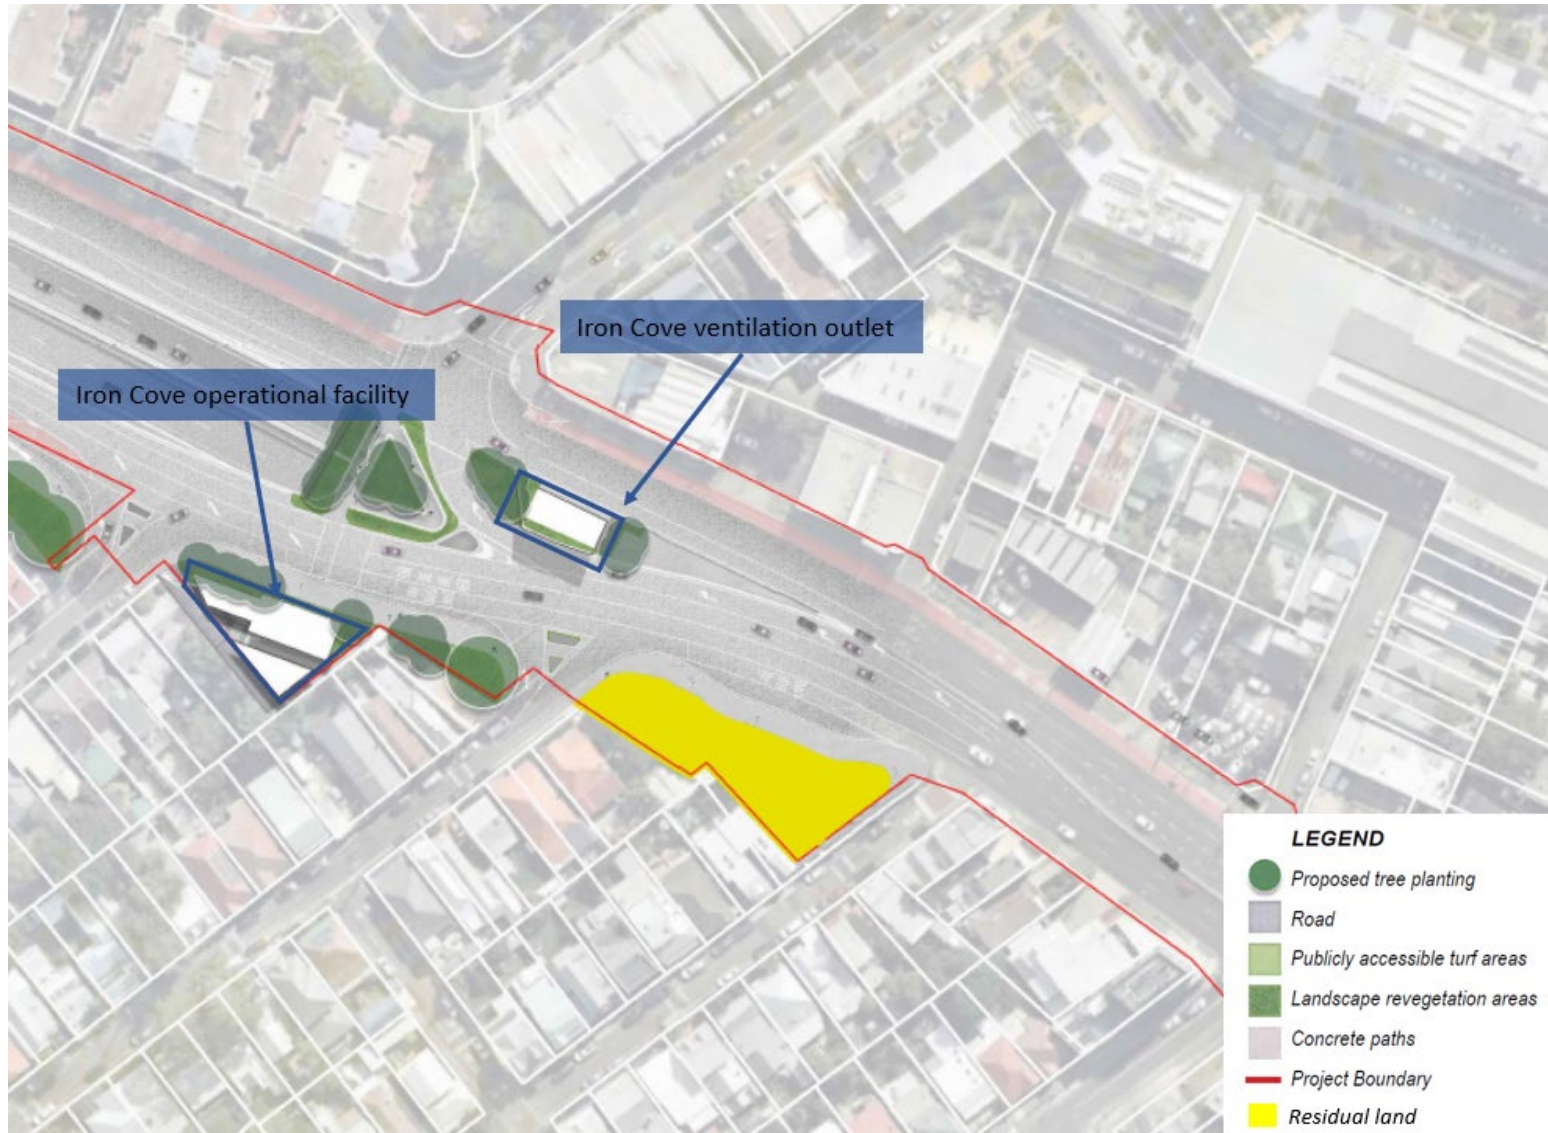 Iron Cove ventilation outlet
Iron Cove operational facility
LEGEND
Proposed tree planting
Road
Publicly accessible turf areas
Landscape revegetation areas
Concrete paths
Project Boundary
Residual land